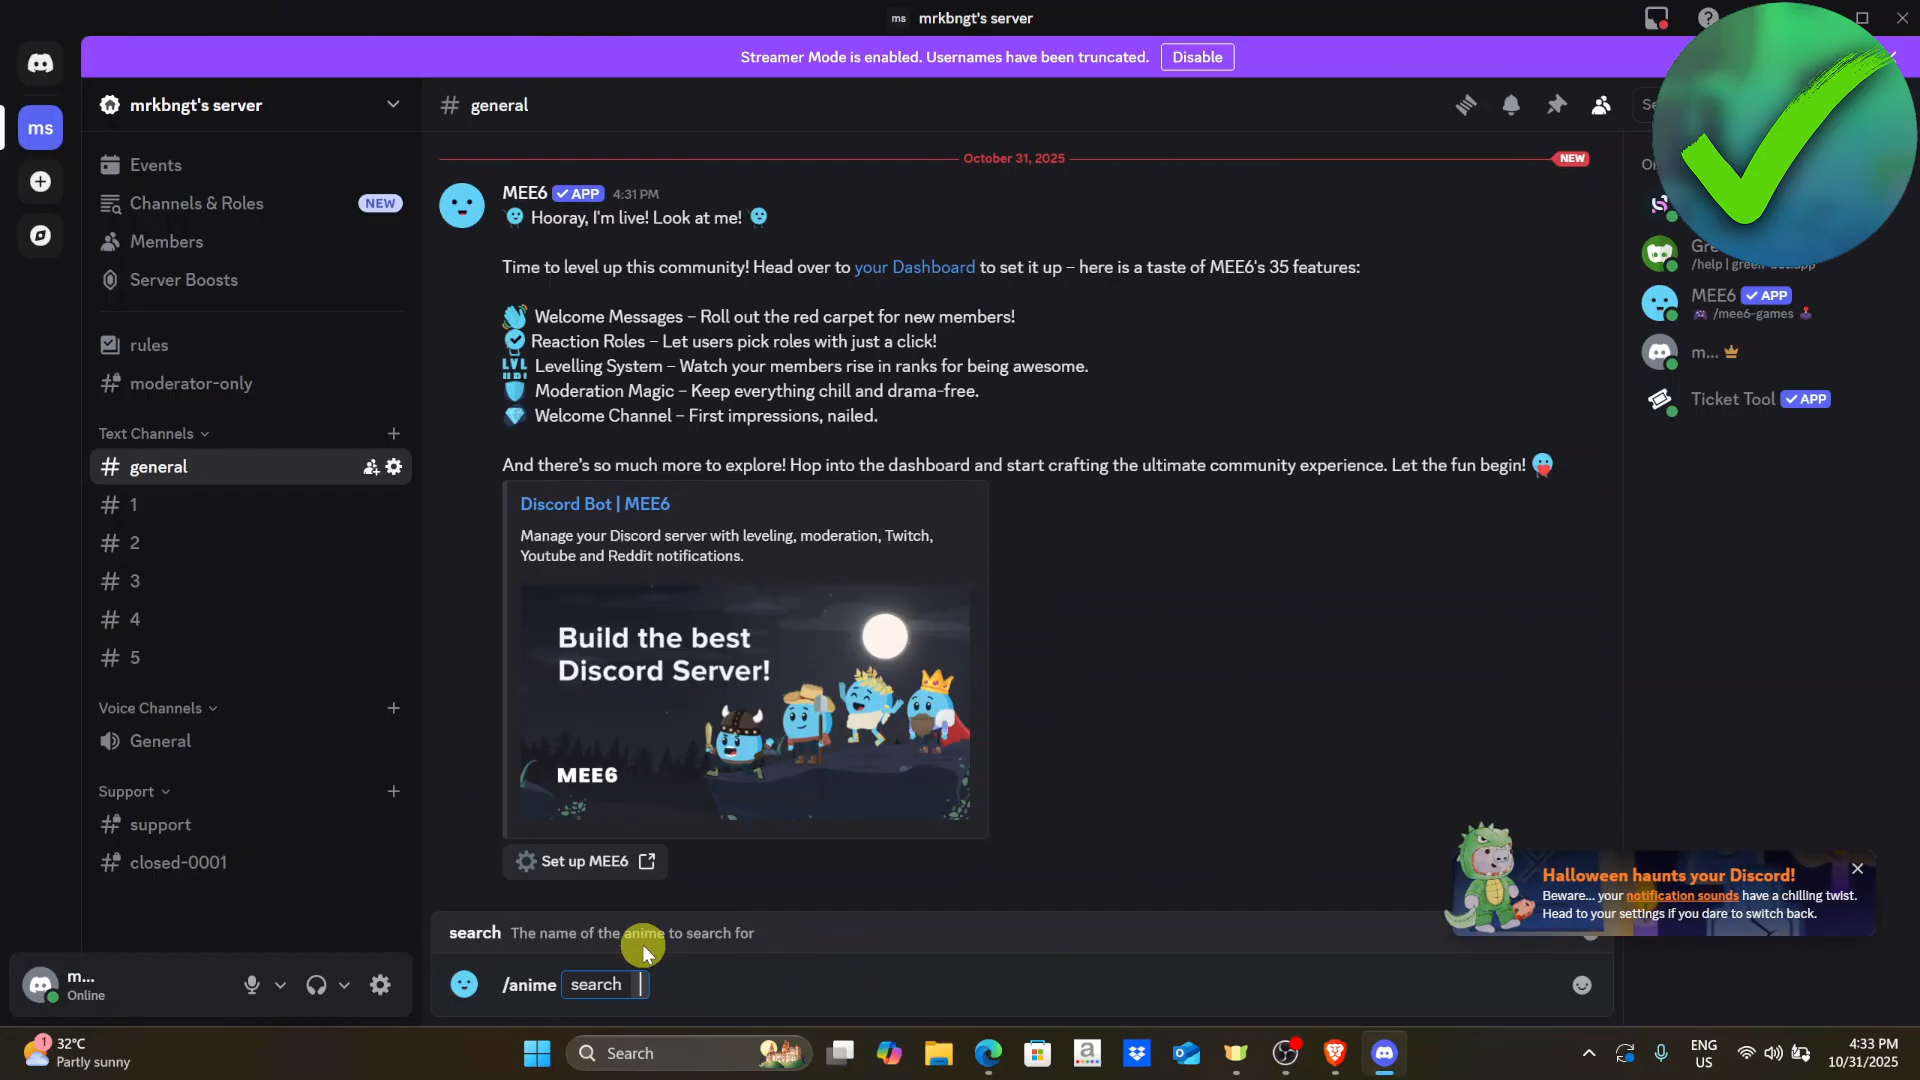 ms mrkbngt's server
Streamer Mode is enabled. Usernames have been truncated. Disable
mrkbngt's server
# general
ms
Events
Channels & Roles NEW
Members
Server Boosts
rules
moderator-only
Text Channels
general
1
2
3
4
5
Voice Channels
General
Support
support
closed-0001
m...
Online
October 31, 2025 NEW
MEE6 APP 4:31 PM
Hooray, I'm live! Look at me!
Time to level up this community! Head over to your Dashboard to set it up – here is a taste of MEE6's 35 features:
Welcome Messages – Roll out the red carpet for new members!
Reaction Roles – Let users pick roles with just a click!
LVL Levelling System – Watch your members rise in ranks for being awesome.
Moderation Magic – Keep everything chill and drama-free.
Welcome Channel – First impressions, nailed.
And there's so much more to explore! Hop into the dashboard and start crafting the ultimate community experience. Let the fun begin!
Discord Bot | MEE6
Manage your Discord server with leveling, moderation, Twitch,
Youtube and Reddit notifications.
Build the best
Discord Server!
MEE6
Set up MEE6
search The name of the anime to search for
/anime search
MEE6 APP
/mee6-games
m...
Ticket Tool APP
Halloween haunts your Discord!
Beware... your notification sounds have a chilling twist.
Head to your settings if you dare to switch back.
1 32°C
Partly sunny
Search
ENG
US
4:33 PM
10/31/2025